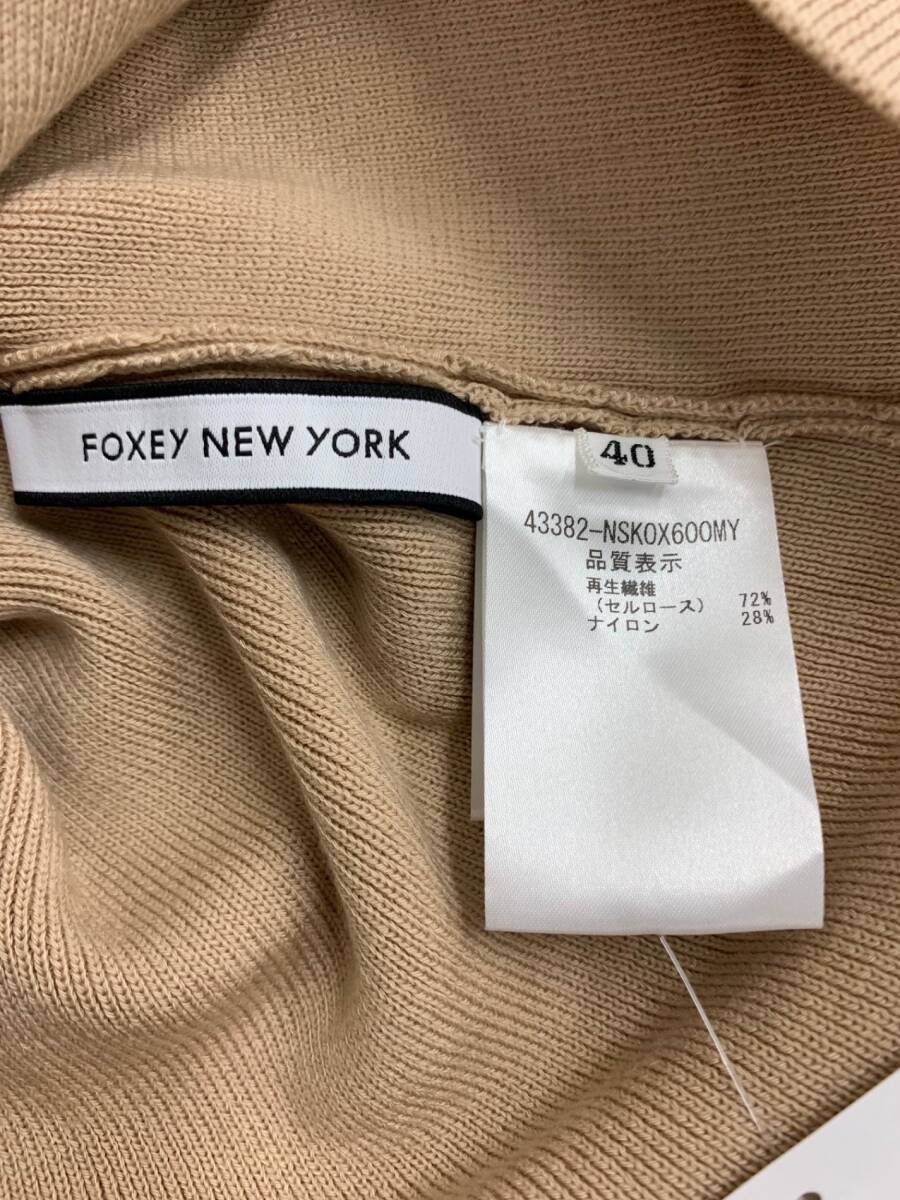 FOXEY NEW YORK
40
43382-NSK0X600MY
品質表示
再生繊維
（セルロース） 72%
ナイロン 28%